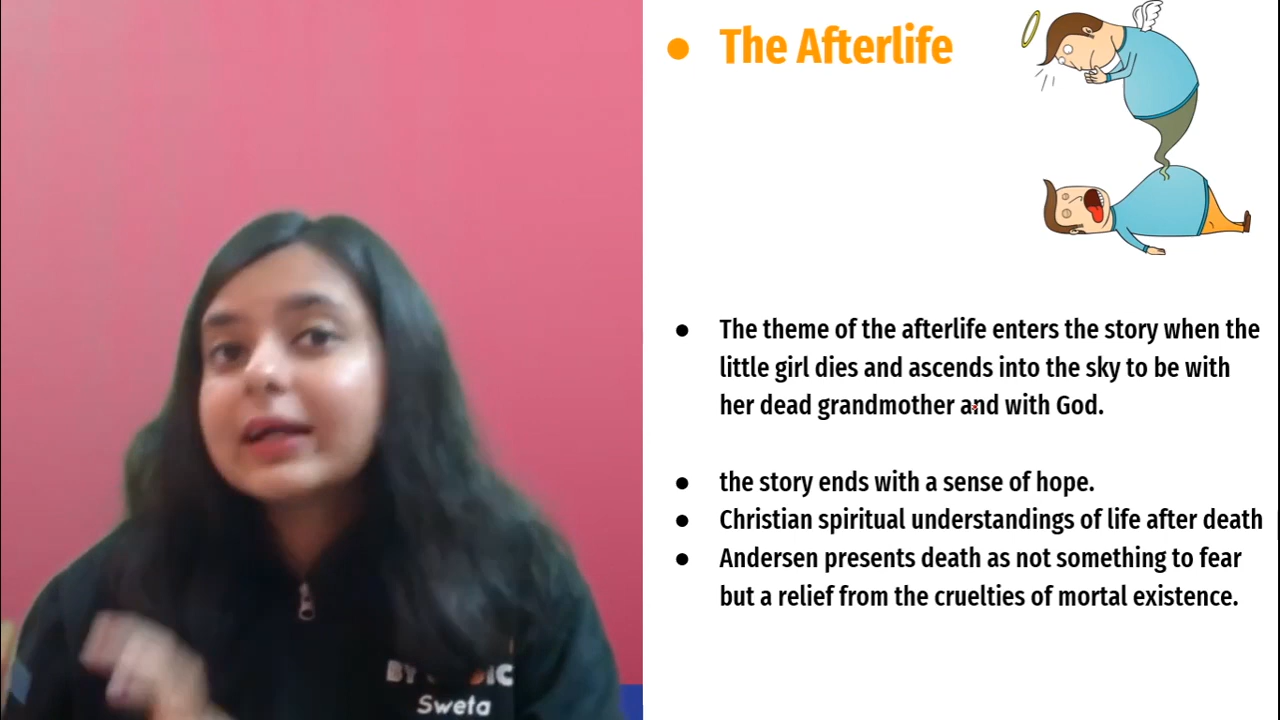 ● The Afterlife
● The theme of the afterlife enters the story when the
little girl dies and ascends into the sky to be with
her dead grandmother and with God.
● the story ends with a sense of hope.
● Christian spiritual understandings of life after death
● Andersen presents death as not something to fear
but a relief from the cruelties of mortal existence.
Sweta